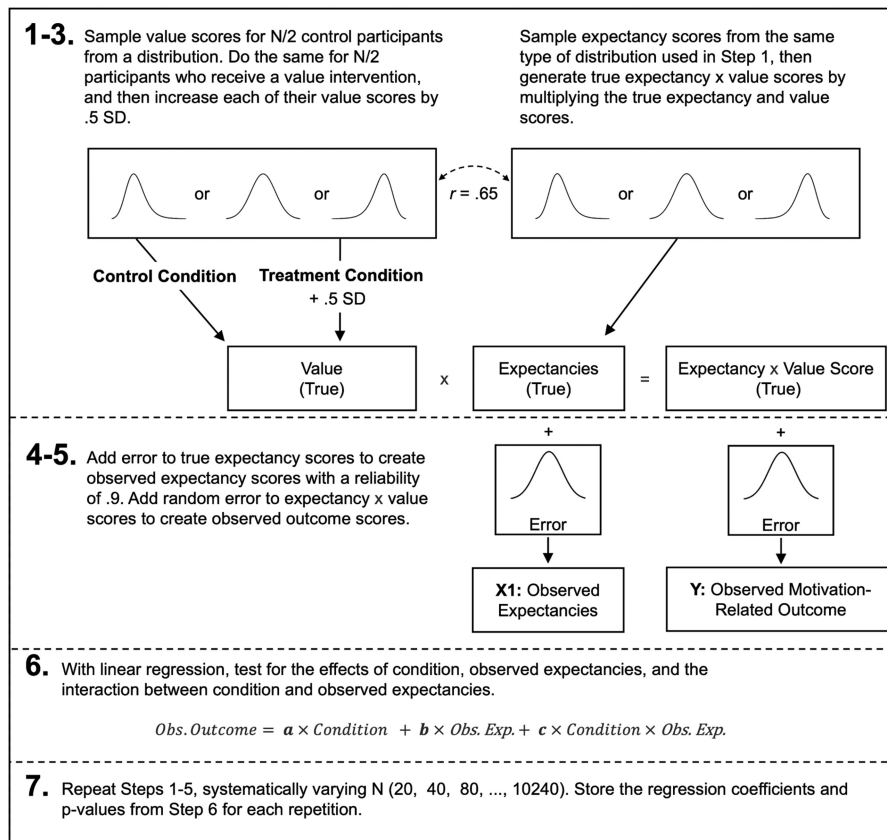 1-3. Sample value scores for N/2 control participants
from a distribution. Do the same for N/2
participants who receive a value intervention,
and then increase each of their value scores by
.5 SD.
Sample expectancy scores from the same
type of distribution used in Step 1, then
generate true expectancy x value scores by
multiplying the true expectancy and value
scores.
or or
r = .65
or or
Control Condition
Treatment Condition
+ .5 SD
Value
(True)
x
Expectancies
(True)
=
Expectancy x Value Score
(True)
4-5. Add error to true expectancy scores to create
observed expectancy scores with a reliability
of .9. Add random error to expectancy x value
scores to create observed outcome scores.
+
Error
+
Error
X1: Observed
Expectancies
Y: Observed Motivation-
Related Outcome
6. With linear regression, test for the effects of condition, observed expectancies, and the
interaction between condition and observed expectancies.
Obs. Outcome = a × Condition + b × Obs. Exp. + c × Condition × Obs. Exp.
7. Repeat Steps 1-5, systematically varying N (20, 40, 80, ..., 10240). Store the regression coefficients and
p-values from Step 6 for each repetition.